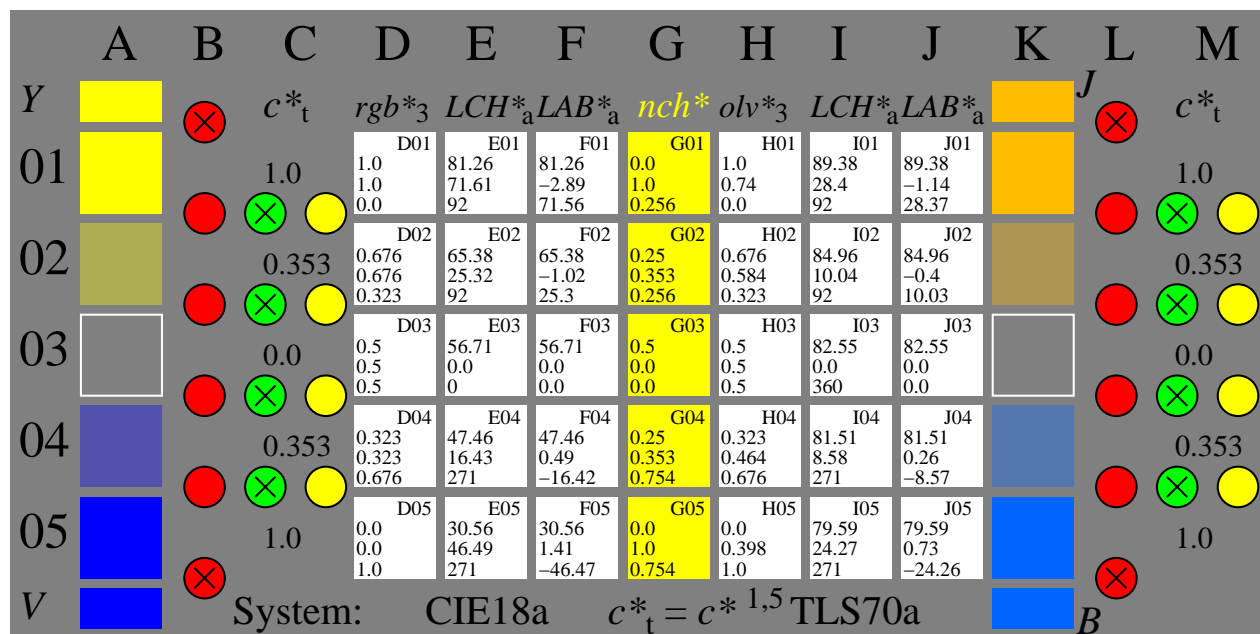 A B C D E F G H I J K L M
Y c*t rgb*3 LCH*a LAB*a nch* olv*3 LCH*a LAB*a J c*t
01 1.0 1.0
D01 E01 F01 G01 H01 I01 J01
1.0 81.26 81.26 0.0 1.0 89.38 89.38
1.0 71.61 −2.89 1.0 0.74 28.4 −1.14
0.0 92 71.56 0.256 0.0 92 28.37
02 0.353 0.353
D02 E02 F02 G02 H02 I02 J02
0.676 65.38 65.38 0.25 0.676 84.96 84.96
0.676 25.32 −1.02 0.353 0.584 10.04 −0.4
0.323 92 25.3 0.256 0.323 92 10.03
03 0.0 0.0
D03 E03 F03 G03 H03 I03 J03
0.5 56.71 56.71 0.5 0.5 82.55 82.55
0.5 0.0 0.0 0.0 0.5 0.0 0.0
0.5 0 0.0 0.0 0.5 360 0.0
04 0.353 0.353
D04 E04 F04 G04 H04 I04 J04
0.323 47.46 47.46 0.25 0.323 81.51 81.51
0.323 16.43 0.49 0.353 0.464 8.58 0.26
0.676 271 −16.42 0.754 0.676 271 −8.57
05 1.0 1.0
D05 E05 F05 G05 H05 I05 J05
0.0 30.56 30.56 0.0 0.0 79.59 79.59
0.0 46.49 1.41 1.0 0.398 24.27 0.73
1.0 271 −46.47 0.754 1.0 271 −24.26
V System: CIE18a c*t = c* 1,5 TLS70a B